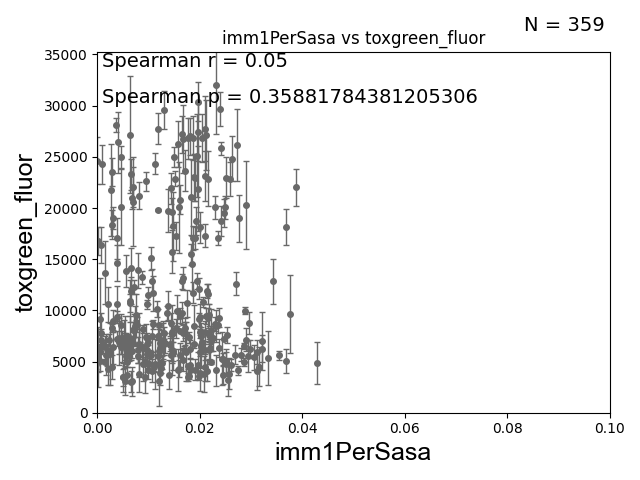 N = 359
imm1PerSasa vs toxgreen_fluor
Spearman r = 0.05
Spearman p = 0.35881784381205306
35000
30000
25000
20000
15000
10000
5000
0
toxgreen_fluor
0.00 0.02 0.04 0.06 0.08 0.10
imm1PerSasa